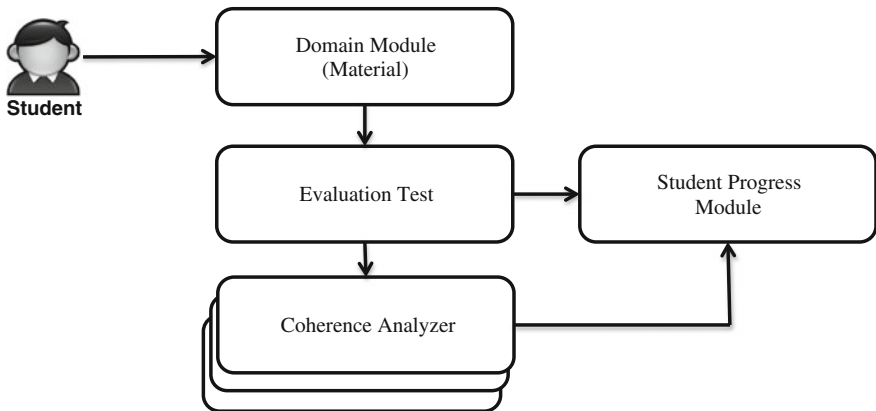 Student
Domain Module
(Material)
Evaluation Test
Student Progress
Module
Coherence Analyzer